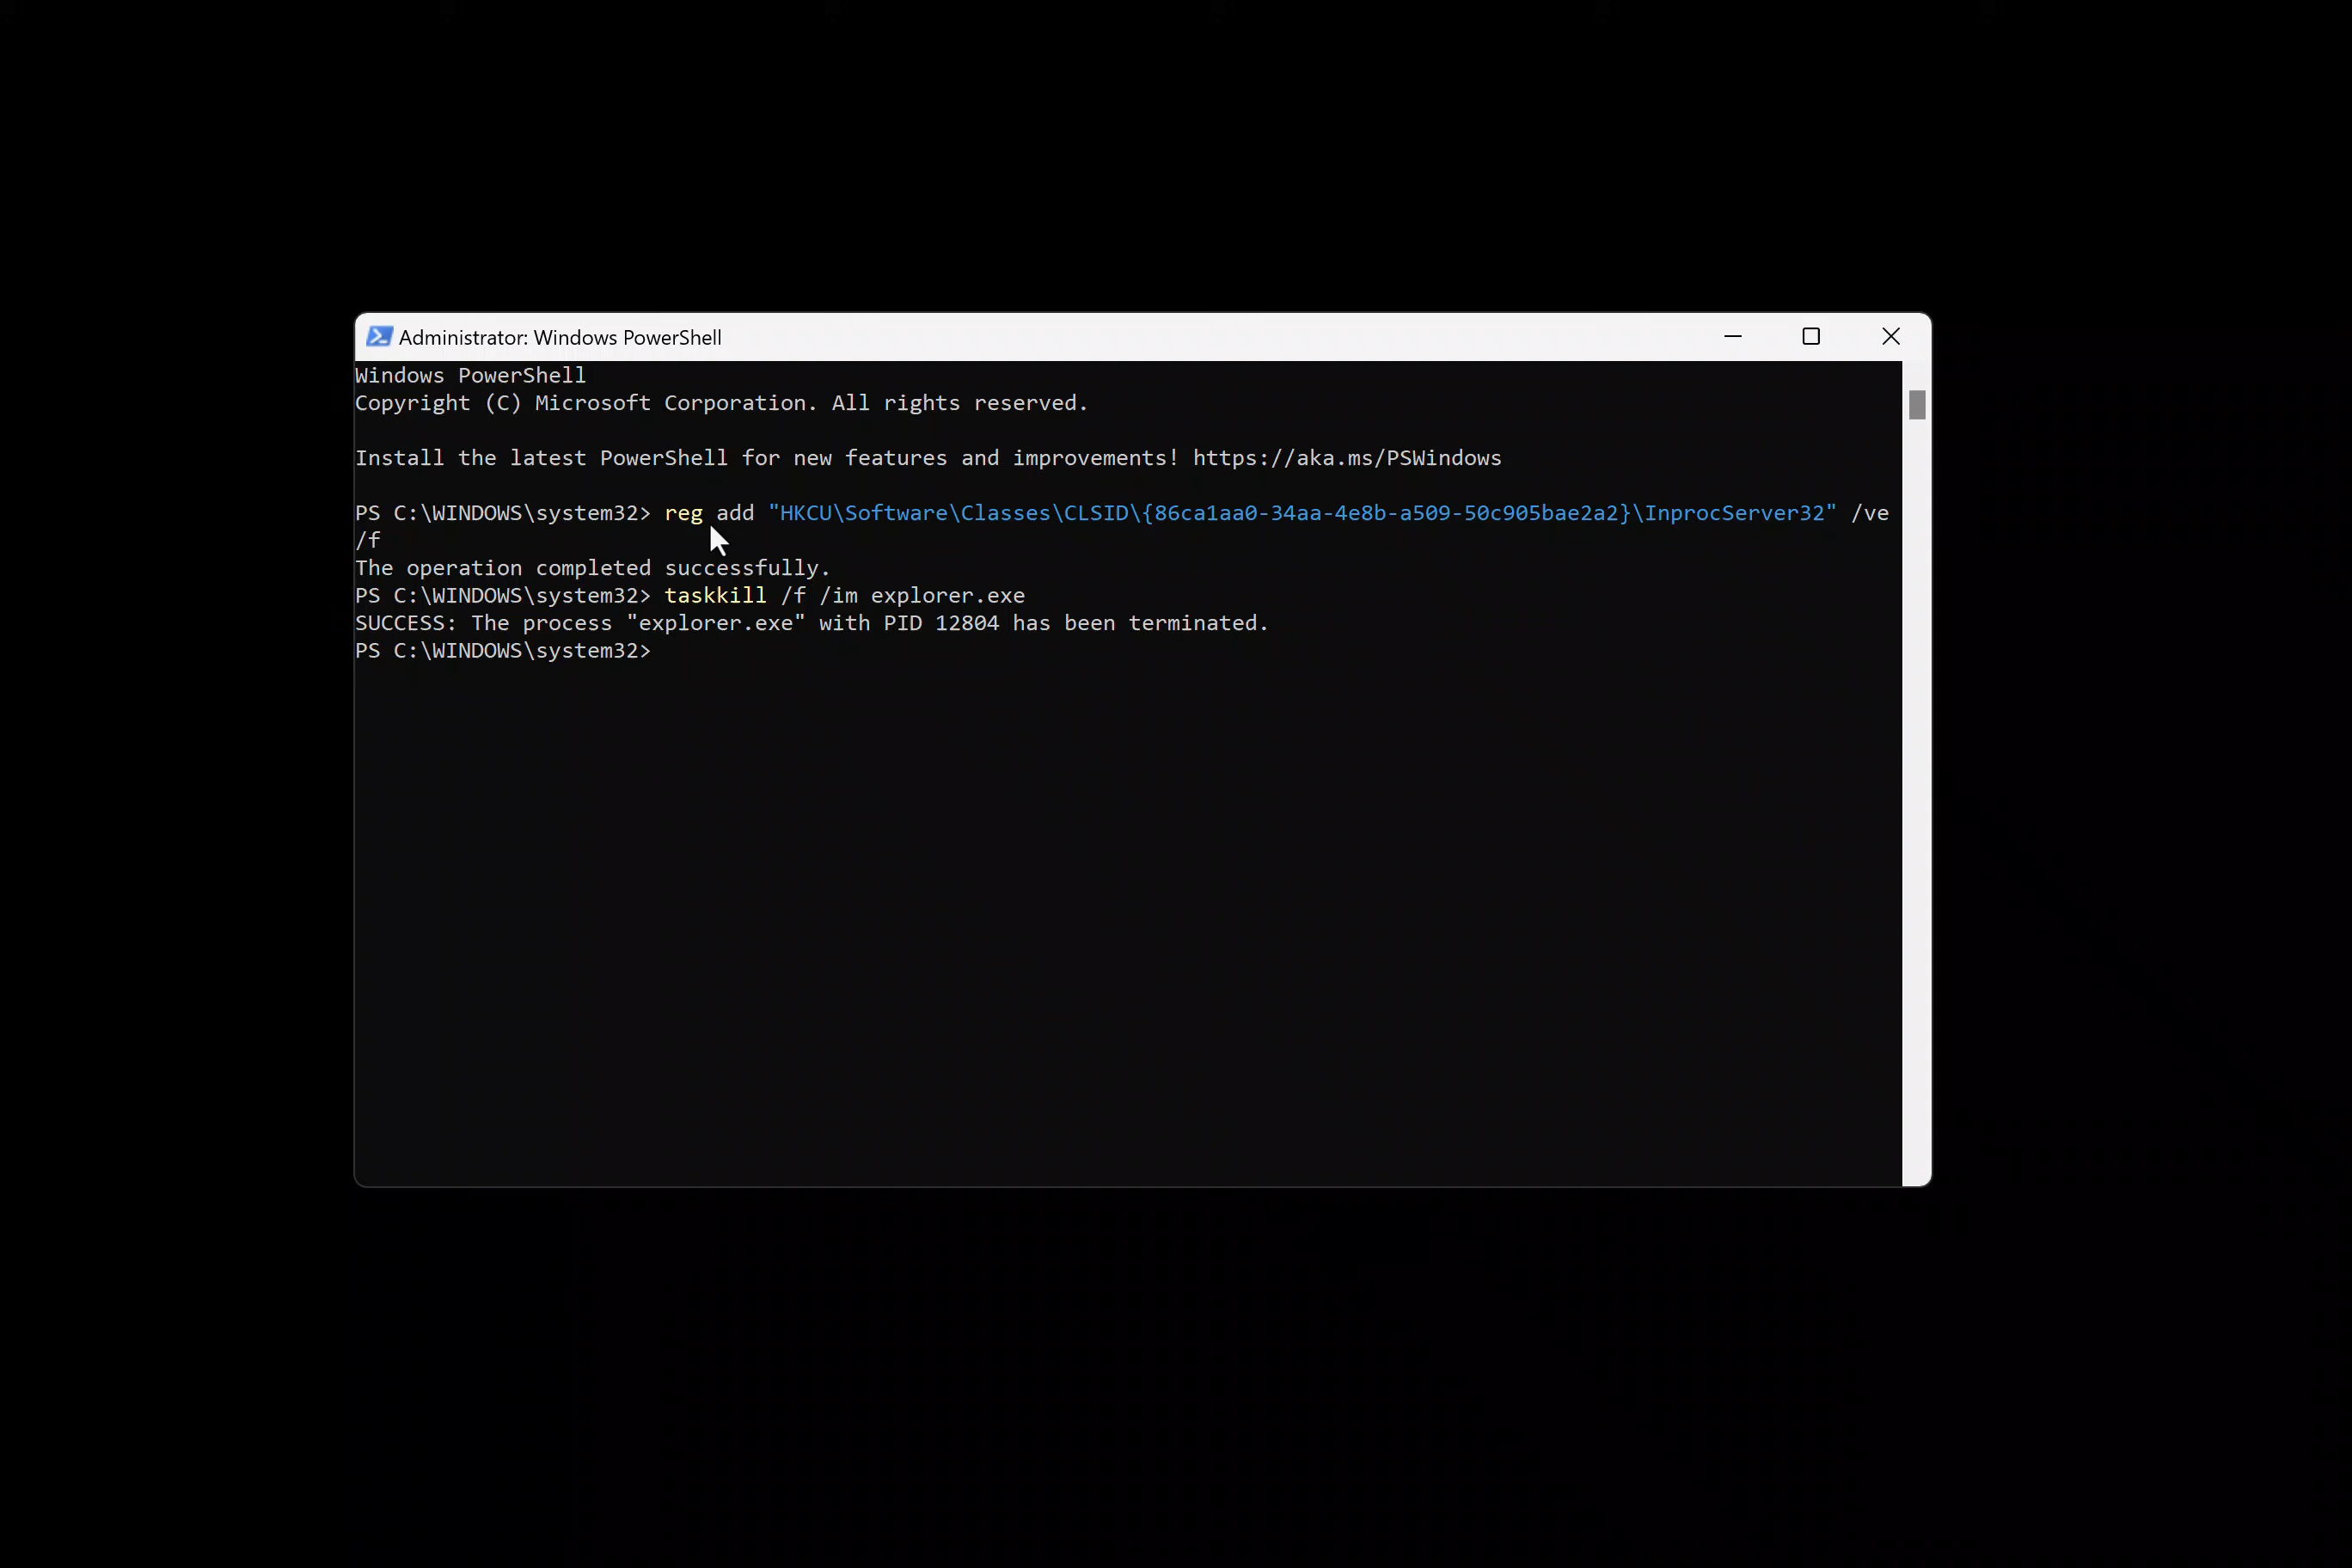 Administrator: Windows PowerShell
Windows PowerShell
Copyright (C) Microsoft Corporation. All rights reserved.
Install the latest PowerShell for new features and improvements! https://aka.ms/PSWindows
PS C:\WINDOWS\system32> reg add "HKCU\Software\Classes\CLSID\{86ca1aa0-34aa-4e8b-a509-50c905bae2a2}\InprocServer32" /ve
/f
The operation completed successfully.
PS C:\WINDOWS\system32> taskkill /f /im explorer.exe
SUCCESS: The process "explorer.exe" with PID 12804 has been terminated.
PS C:\WINDOWS\system32>